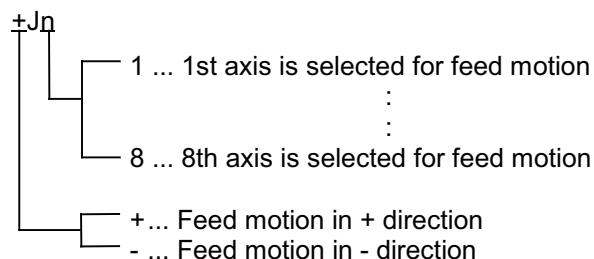 +Jn
1 ... 1st axis is selected for feed motion
:
:
8 ... 8th axis is selected for feed motion
+ ... Feed motion in + direction
- ... Feed motion in - direction